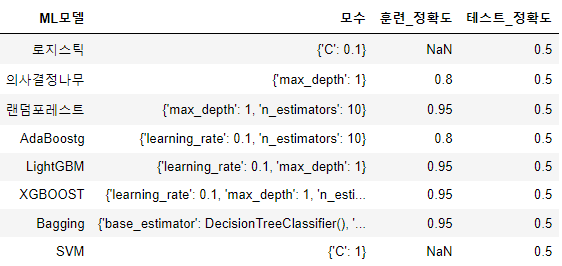 ML모델 모수 훈련_정확도 테스트_정확도
로지스틱 {'C': 0.1} NaN 0.5
의사결정나무 {'max_depth': 1} 0.8 0.5
랜덤포레스트 {'max_depth': 1, 'n_estimators': 10} 0.95 0.5
AdaBoostg {'learning_rate': 0.1, 'n_estimators': 10} 0.8 0.5
LightGBM {'learning_rate': 0.1, 'max_depth': 1} 0.95 0.5
XGBOOST {'learning_rate': 0.1, 'max_depth': 1, 'n_esti... 0.95 0.5
Bagging {'base_estimator': DecisionTreeClassifier(), '... 0.95 0.5
SVM {'C': 1} NaN 0.5